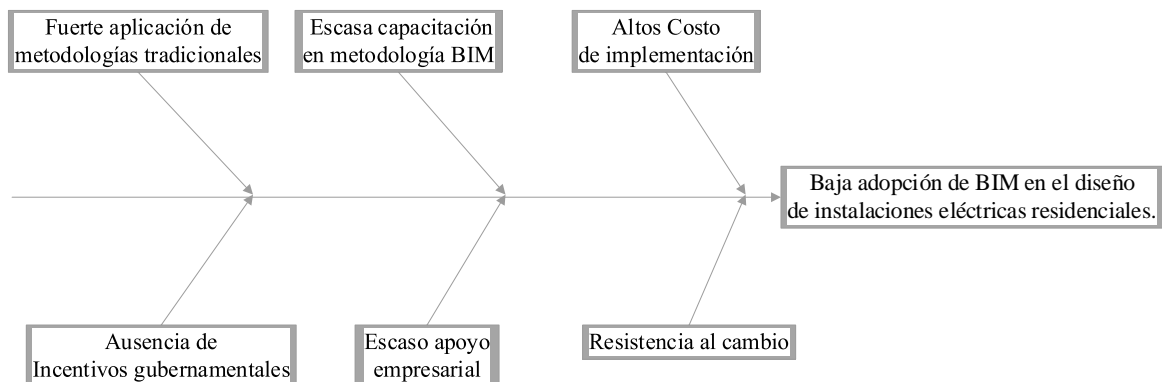 Fuerte aplicación de
metodologías tradicionales
Escasa capacitación
en metodología BIM
Altos Costo
de implementación
Baja adopción de BIM en el diseño
de instalaciones eléctricas residenciales.
Ausencia de
Incentivos gubernamentales
Escaso apoyo
empresarial
Resistencia al cambio